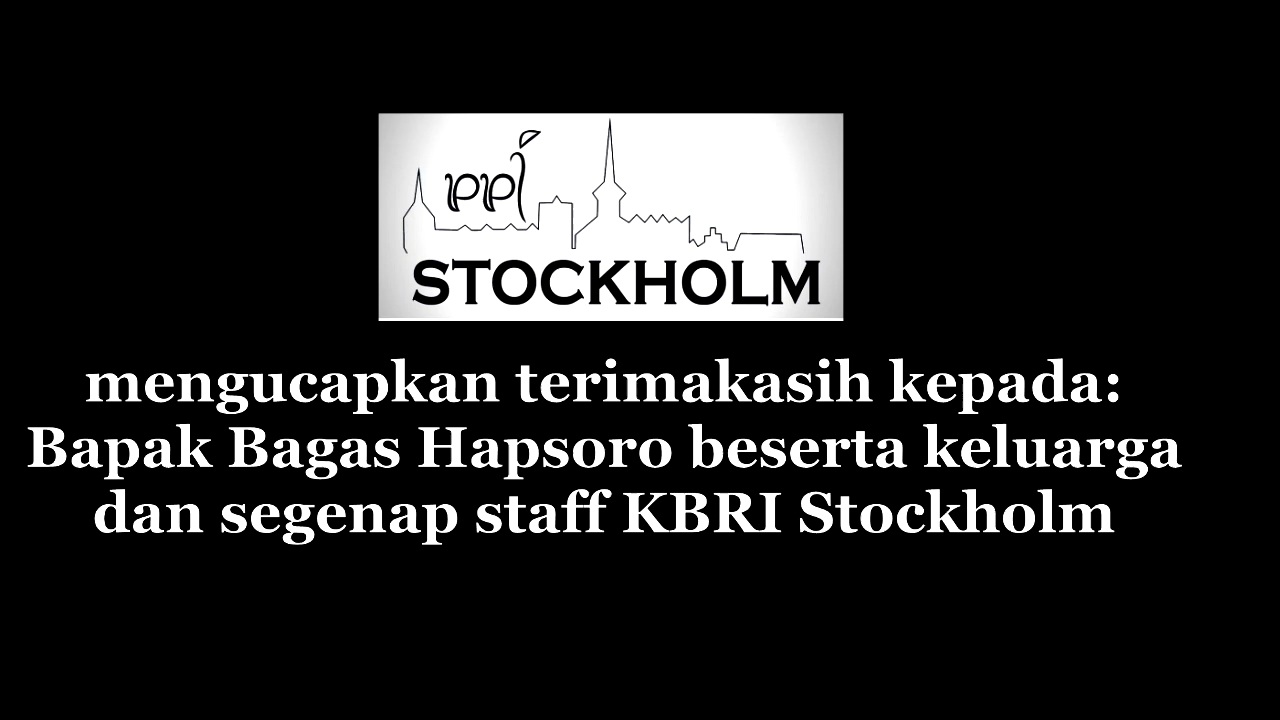 ppi
STOCKHOLM
mengucapkan terimakasih kepada:
Bapak Bagas Hapsoro beserta keluarga
dan segenap staff KBRI Stockholm